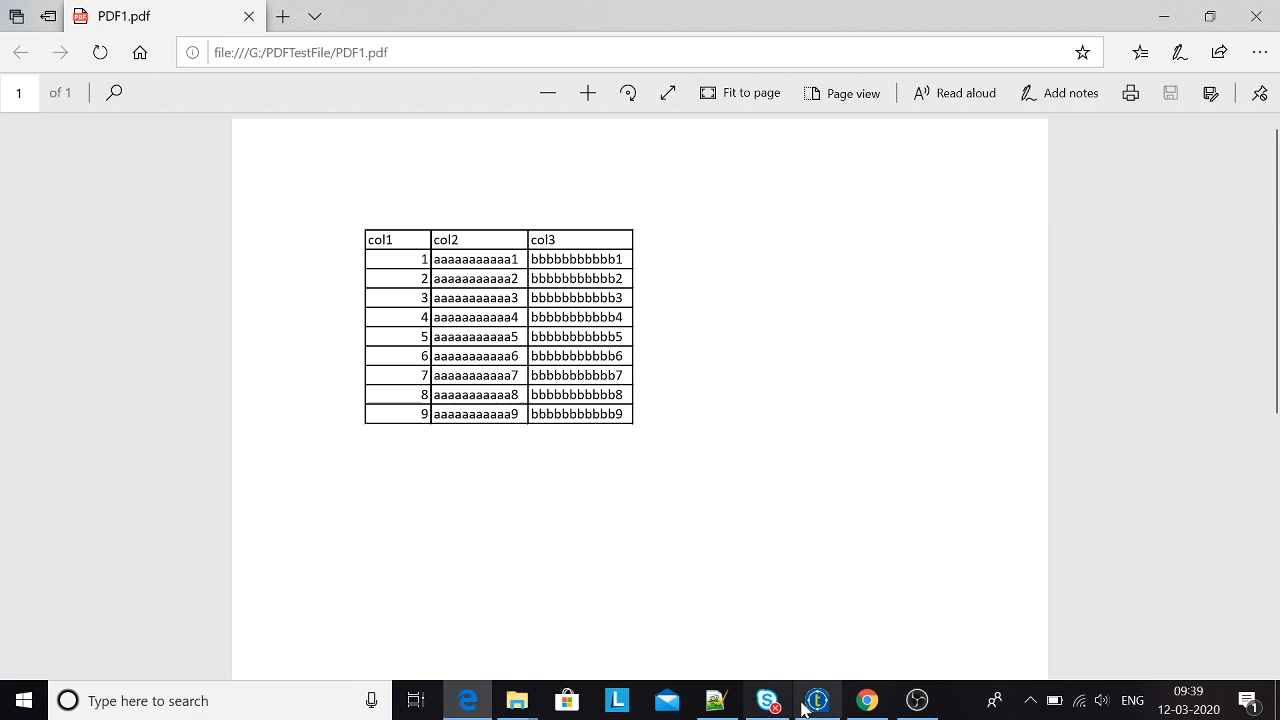 PDF1.pdf
file:///G:/PDFTestFile/PDF1.pdf
1 of 1 Fit to page Page view Read aloud Add notes
col1 col2 col3
1 aaaaaaaaaaa1 bbbbbbbbbbb1
2 aaaaaaaaaaa2 bbbbbbbbbbb2
3 aaaaaaaaaaa3 bbbbbbbbbbb3
4 aaaaaaaaaaa4 bbbbbbbbbbb4
5 aaaaaaaaaaa5 bbbbbbbbbbb5
6 aaaaaaaaaaa6 bbbbbbbbbbb6
7 aaaaaaaaaaa7 bbbbbbbbbbb7
8 aaaaaaaaaaa8 bbbbbbbbbbb8
9 aaaaaaaaaaa9 bbbbbbbbbbb9
Type here to search ENG 09:39
12-03-2020